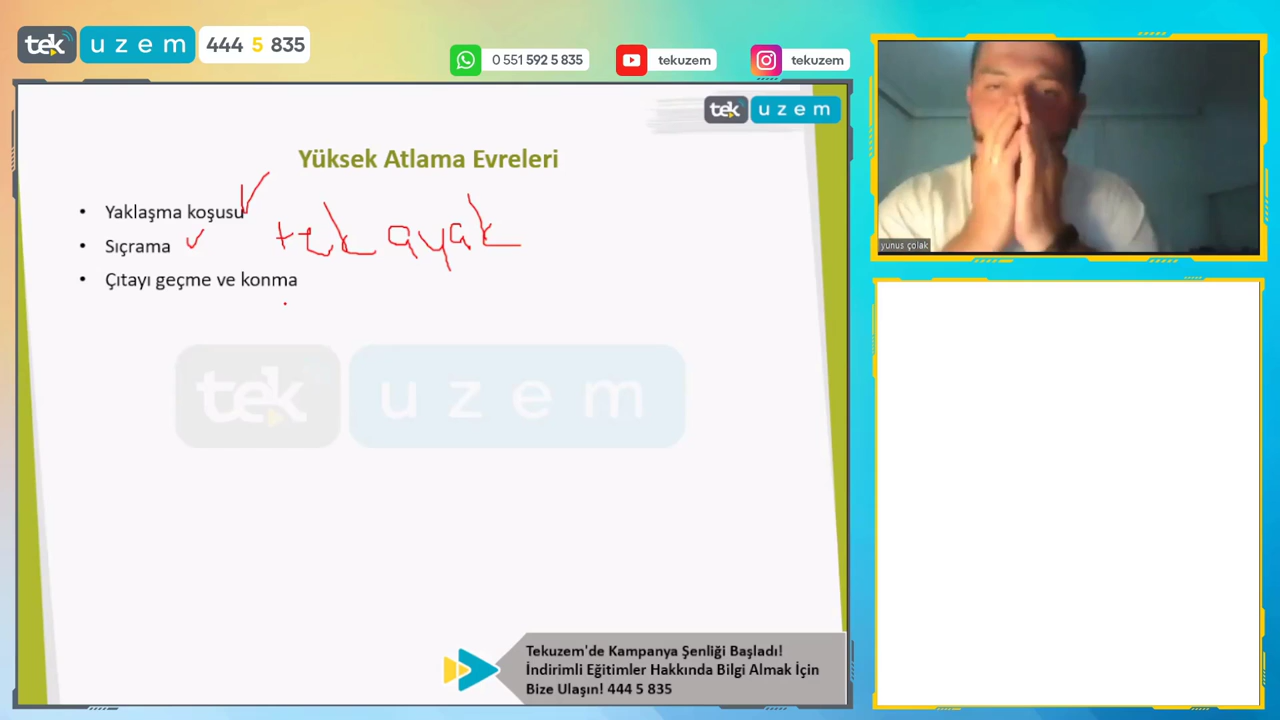 tek uzem 444 5 835
0 551 592 5 835
tekuzem
tekuzem
tek uzem
Yüksek Atlama Evreleri
• Yaklaşma koşusu
• Sıçrama
tek ayak
• Çıtayı geçme ve konma
tek uzem
Tekuzem'de Kampanya Şenliği Başladı!
İndirimli Eğitimler Hakkında Bilgi Almak İçin
Bize Ulaşın! 444 5 835
yunus çolak